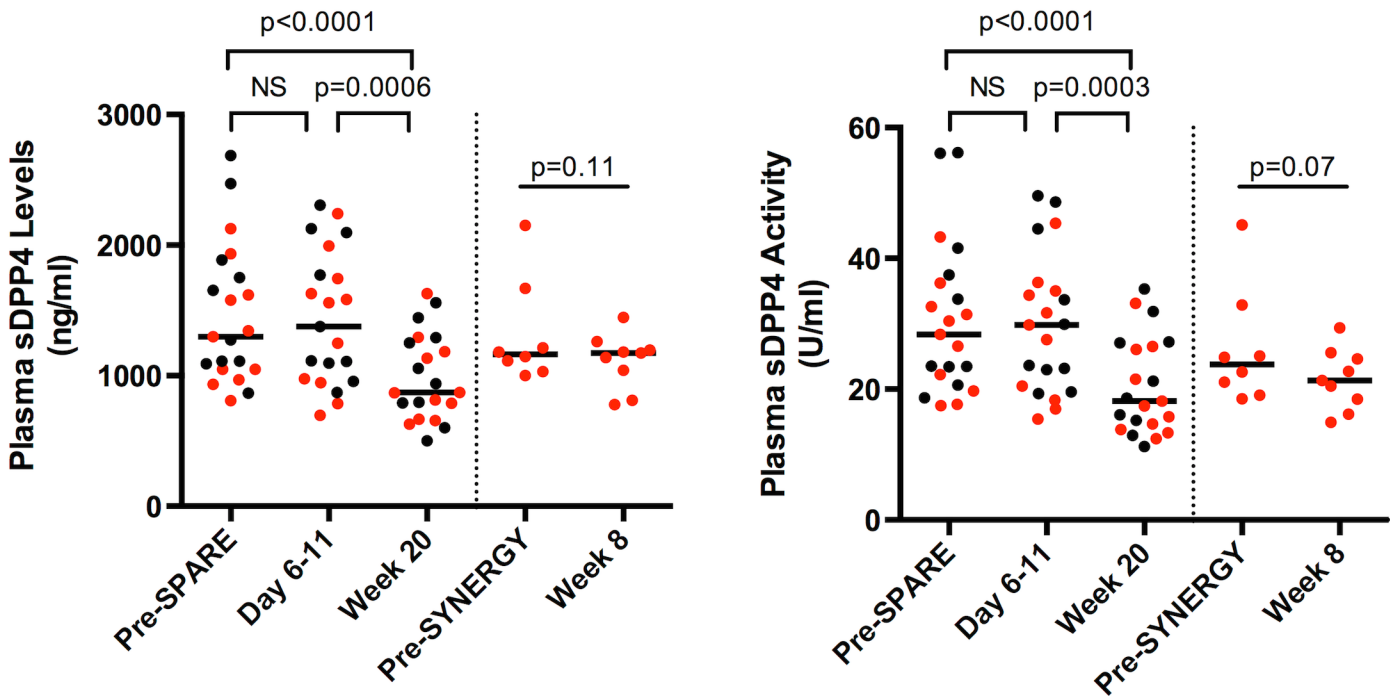 p<0.0001
NS p=0.0006
p=0.11
Plasma sDPP4 Levels
(ng/ml)
3000
2000
1000
0
Pre-SPARE
Day 6-11
Week 20
Pre-SYNERGY
Week 8
p<0.0001
NS p=0.0003
p=0.07
Plasma sDPP4 Activity
(U/ml)
60
40
20
0
Pre-SPARE
Day 6-11
Week 20
Pre-SYNERGY
Week 8